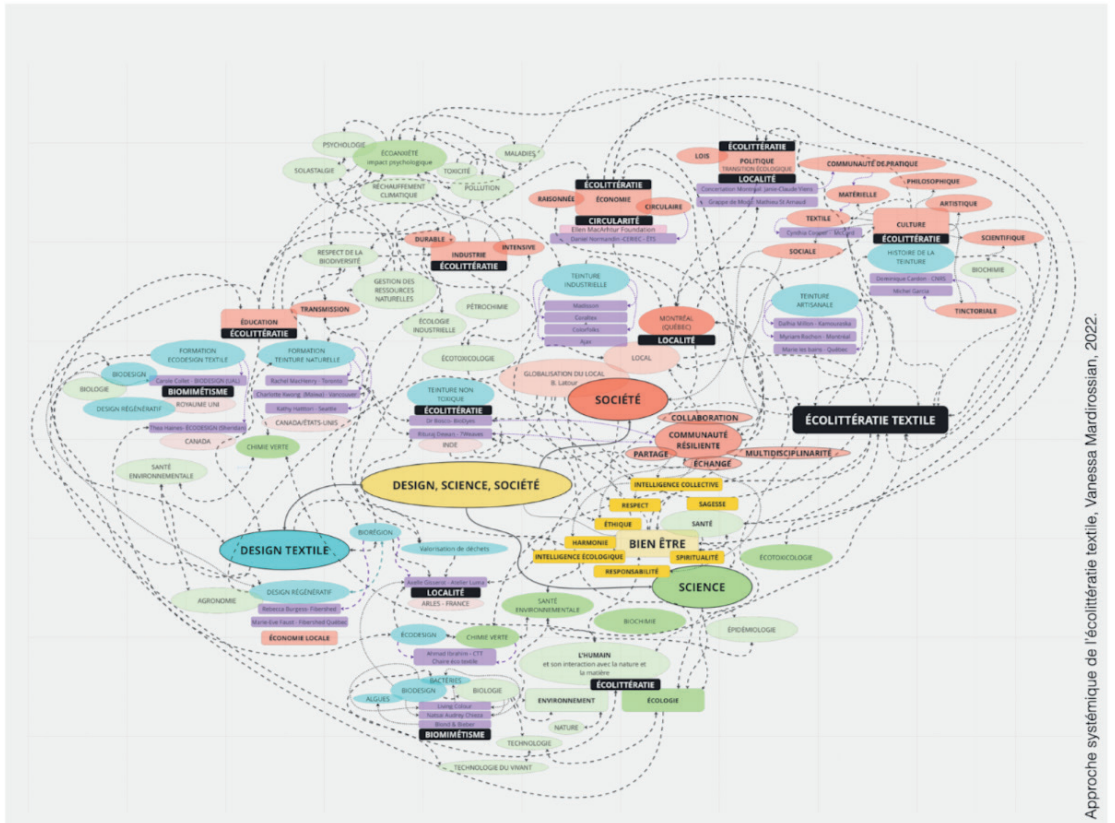 PSYCHOLOGIE
ÉCOANXIÉTÉ
impact psychologique
MALADIES
SOLASTALGIE
TOXICITÉ
RÉCHAUFFEMENT
CLIMATIQUE
POLLUTION
ÉCOLITTÉRATIE
LOIS
POLITIQUE
TRANSITION ÉCOLOGIQUE
LOCALITÉ
COMMUNAUTÉ DE PRATIQUE
PHILOSOPHIQUE
MATÉRIELLE
ARTISTIQUE
ÉCOLITTÉRATIE
RAISONNÉE
ÉCONOMIE
CIRCULAIRE
CIRCULARITÉ
Ellen MacArhtur Foundation
TEXTILE
CULTURE
ÉCOLITTÉRATIE
SCIENTIFIQUE
SOCIALE
HISTOIRE DE LA
TEINTURE
BIOCHIMIE
Michel Garcia
TINCTORIALE
DURABLE
INDUSTRIE
INTENSIVE
ÉCOLITTÉRATIE
RESPECT DE LA
BIODIVERSITÉ
GESTION DES
RESSOURCES
NATURELLES
PÉTROCHIMIE
TEINTURE
INDUSTRIELLE
TEINTURE
ARTISANALE
TRANSMISSION
ÉDUCATION
ÉCOLITTÉRATIE
ÉCOLOGIE
INDUSTRIELLE
MONTRÉAL
(QUÉBEC)
LOCALITÉ
FORMATION
ÉCODESIGN TEXTILE
FORMATION
TEINTURE NATURELLE
ÉCOTOXICOLOGIE
LOCAL
GLOBALISATION DU LOCAL
B. Latour
BIODESIGN
BIOLOGIE
BIOMIMÉTISME
ROYAUME UNI
DESIGN RÉGÉNÉRATIF
CANADA
CANADA/ÉTATS-UNIS
CHIMIE VERTE
TEINTURE NON
TOXIQUE
ÉCOLITTÉRATIE
INDE
SOCIÉTÉ
COLLABORATION
COMMUNAUTÉ
RÉSILIENTE
PARTAGE
MULTIDISCIPLINARITÉ
ÉCHANGÉ
ÉCOLITTÉRATIE TEXTILE
SANTÉ
ENVIRONNEMENTALE
DESIGN, SCIENCE, SOCIÉTÉ
INTELLIGENCE COLLECTIVE
RESPECT
SAGESSE
ÉTHIQUE
SANTÉ
HARMONIE
BIEN ÊTRE
INTELLIGENCE ÉCOLOGIQUE
SPIRITUALITÉ
RESPONSABILITÉ
ÉCOTOXICOLOGIE
SCIENCE
DESIGN TEXTILE
BIORÉGION
Valorisation de déchets
LOCALITÉ
ARLES - FRANCE
AGRONOMIE
DESIGN RÉGÉNÉRATIF
ÉCONOMIE LOCALE
SANTÉ
ENVIRONNEMENTALE
BIOCHIMIE
ÉPIDÉMIOLOGIE
ÉCODESIGN
CHIMIE VERTE
L'HUMAIN
et son interaction avec la nature et
la matière
ÉCOLITTÉRATIE
ENVIRONNEMENT
ÉCOLOGIE
BACTÉRIES
BIODESIGN
BIOLOGIE
ALGUES
Living Colour
BIOMIMÉTISME
NATURE
TECHNOLOGIE
TECHNOLOGIE DU VIVANT
Approche systémique de l'écolittératie textile, Vanessa Mardirossian, 2022.